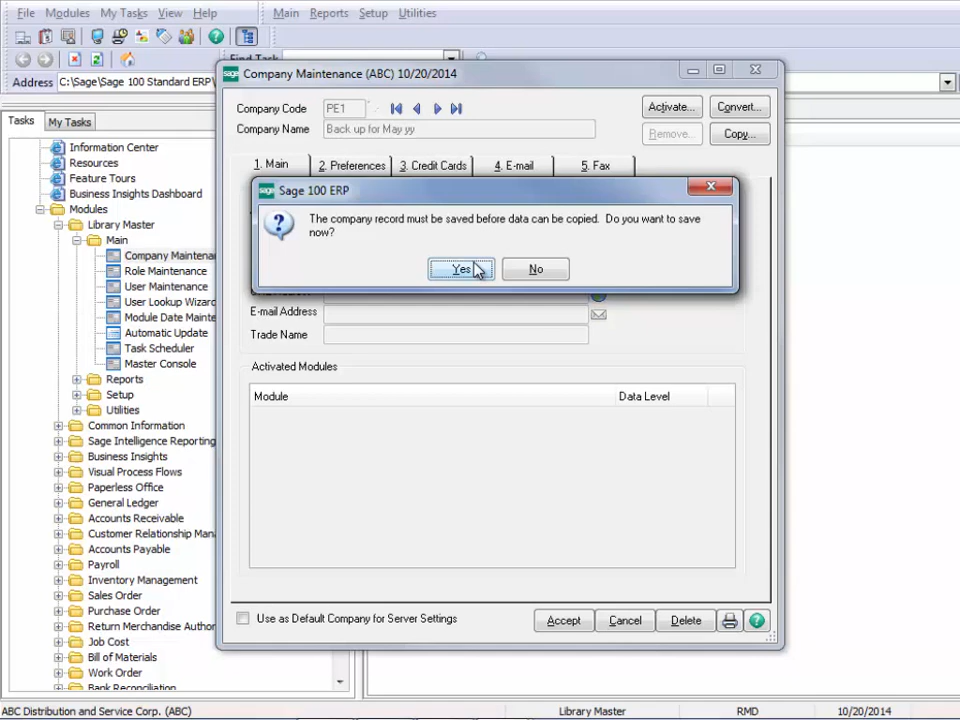 File Modules My Tasks View Help Main Reports Setup Utilities
Address C:\Sage\Sage 100 Standard ERP\
Tasks My Tasks
Information Center
Resources
Feature Tours
Business Insights Dashboard
Modules
Library Master
Main
Company Maintena
Role Maintenance
User Maintenance
User Lookup Wizard
Module Date Mainte
Automatic Update
Task Scheduler
Master Console
Reports
Setup
Utilities
Common Information
Sage Intelligence Reporting
Business Insights
Visual Process Flows
Paperless Office
General Ledger
Accounts Receivable
Customer Relationship Man
Accounts Payable
Payroll
Inventory Management
Sales Order
Purchase Order
Return Merchandise Author
Job Cost
Bill of Materials
Work Order
Bank Reconciliation
sage Company Maintenance (ABC) 10/20/2014
Company Code PE1 Activate... Convert...
Company Name Back up for May yy Remove... Copy...
1. Main 2. Preferences 3. Credit Cards 4. E-mail 5. Fax
sage Sage 100 ERP
The company record must be saved before data can be copied. Do you want to save
now?
Yes No
E-mail Address
Trade Name
Activated Modules
Module Data Level
Use as Default Company for Server Settings Accept Cancel Delete
ABC Distribution and Service Corp. (ABC) Library Master RMD 10/20/2014